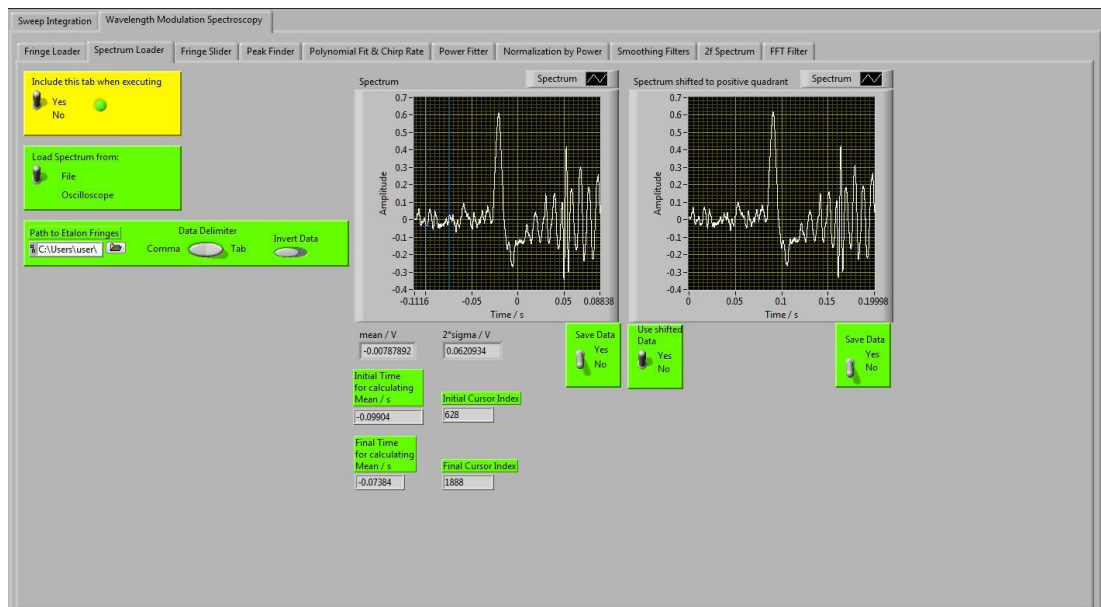 Sweep Integration Wavelength Modulation Spectroscopy
Fringe Loader Spectrum Loader Fringe Slider Peak Finder Polynomial Fit & Chirp Rate Power Fitter Normalization by Power Smoothing Filters 2f Spectrum FFT Filter
Include this tab when executing
Yes
No
Load Spectrum from:
File
Oscilloscope
Path to Etalon Fringes
C:\Users\user\
Data Delimiter
Comma Tab
Invert Data
Spectrum Spectrum
0.7
0.6
0.5
0.4
0.3
0.2
0.1
0
-0.1
-0.2
-0.3
-0.4
Amplitude
-0.1116 -0.05 0 0.05 0.08838
Time / s
Spectrum shifted to positive quadrant Spectrum
0.7
0.6
0.5
0.4
0.3
0.2
0.1
0
-0.1
-0.2
-0.3
-0.4
Amplitude
0 0.05 0.1 0.15 0.19998
Time / s
mean / V
-0.00787892
2*sigma / V
0.0620934
Save Data
Yes
No
Use shifted
Data
Yes
No
Save Data
Yes
No
Initial Time
for calculating
Mean / s
-0.09904
Initial Cursor Index
628
Final Time
for calculating
Mean / s
-0.07384
Final Cursor Index
1888